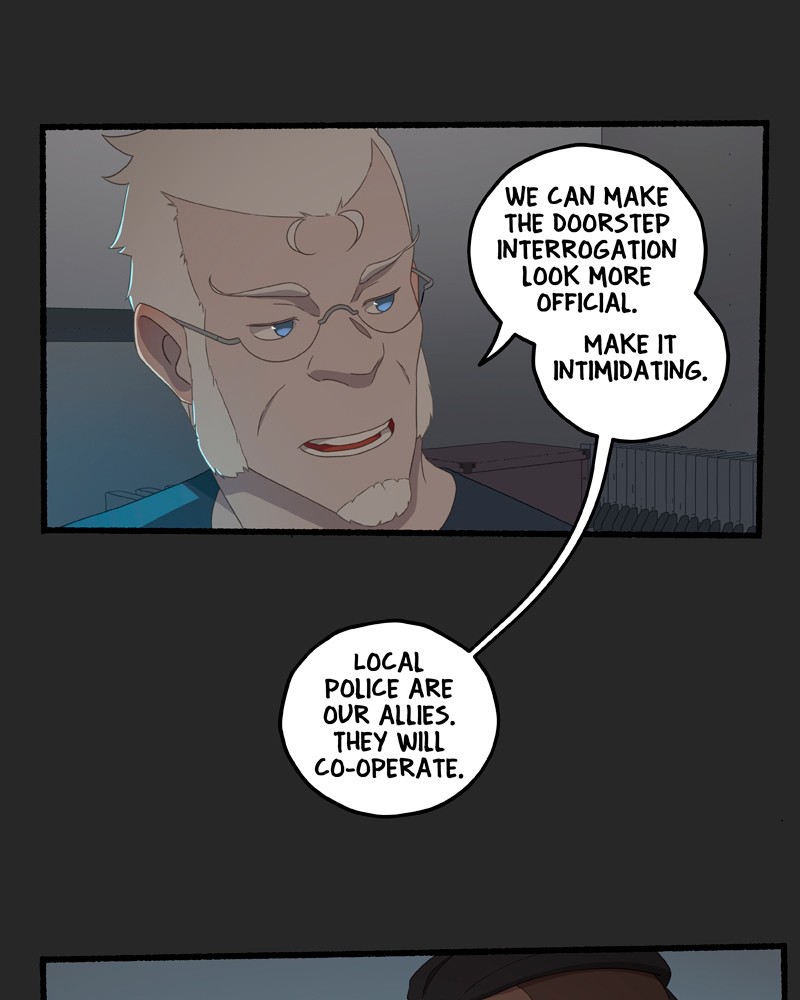 WE CAN MAKE
THE DOORSTEP
INTERROGATION
LOOK MORE
OFFICIAL.
MAKE IT
INTIMIDATING.
LOCAL
POLICE ARE
OUR ALLIES.
THEY WILL
CO-OPERATE.